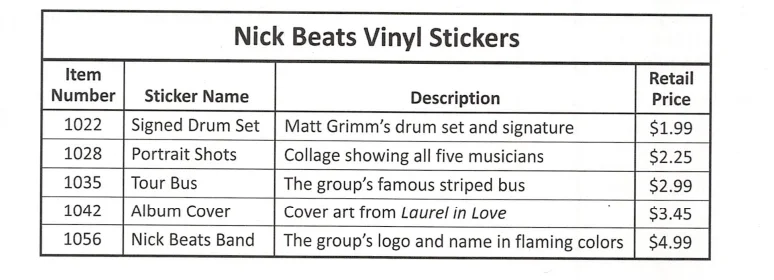 Nick Beats Vinyl Stickers
Item Number Sticker Name Description Retail Price
1022 Signed Drum Set Matt Grimm's drum set and signature $1.99
1028 Portrait Shots Collage showing all five musicians $2.25
1035 Tour Bus The group's famous striped bus $2.99
1042 Album Cover Cover art from Laurel in Love $3.45
1056 Nick Beats Band The group's logo and name in flaming colors $4.99